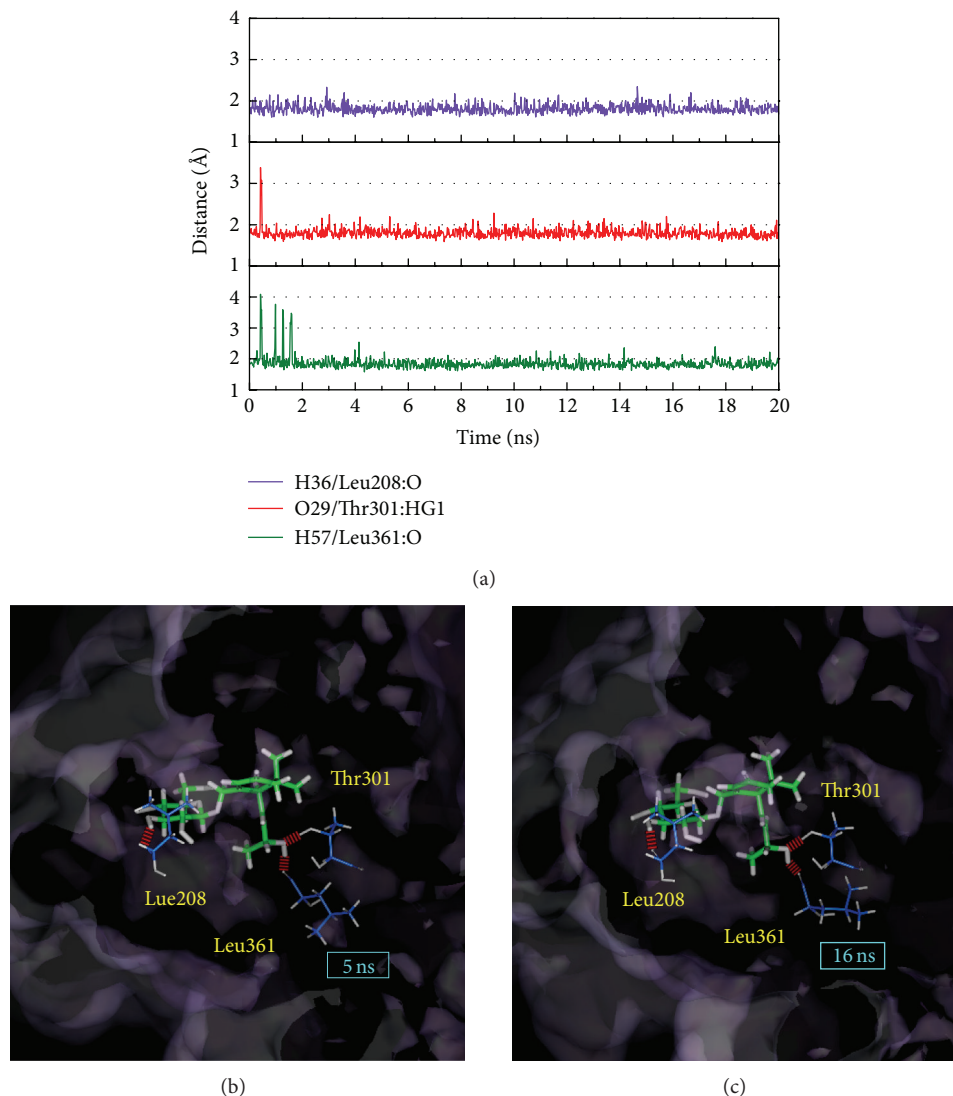 4
3
2
1
3
2
1
4
3
2
1
Distance (Å)
0 2 4 6 8 10 12 14 16 18 20
Time (ns)
H36/Leu208:O
O29/Thr301:HG1
H57/Leu361:O
(a)
Thr301
Lue208
Leu361
5 ns
(b)
Thr301
Leu208
Leu361
16 ns
(c)